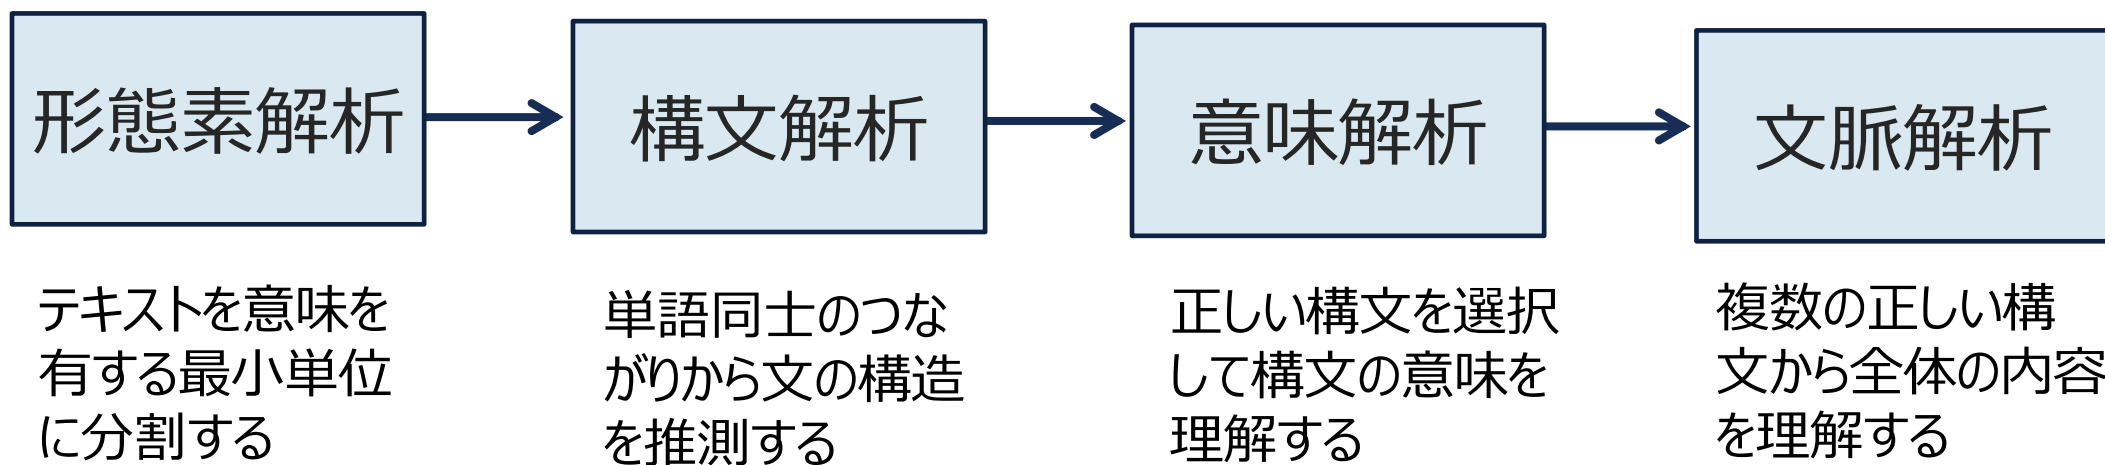 形態素解析
構文解析
意味解析
文脈解析
テキストを意味を
有する最小単位
に分割する
単語同士のつな
がりから文の構造
を推測する
正しい構文を選択
して構文の意味を
理解する
複数の正しい構
文から全体の内容
を理解する